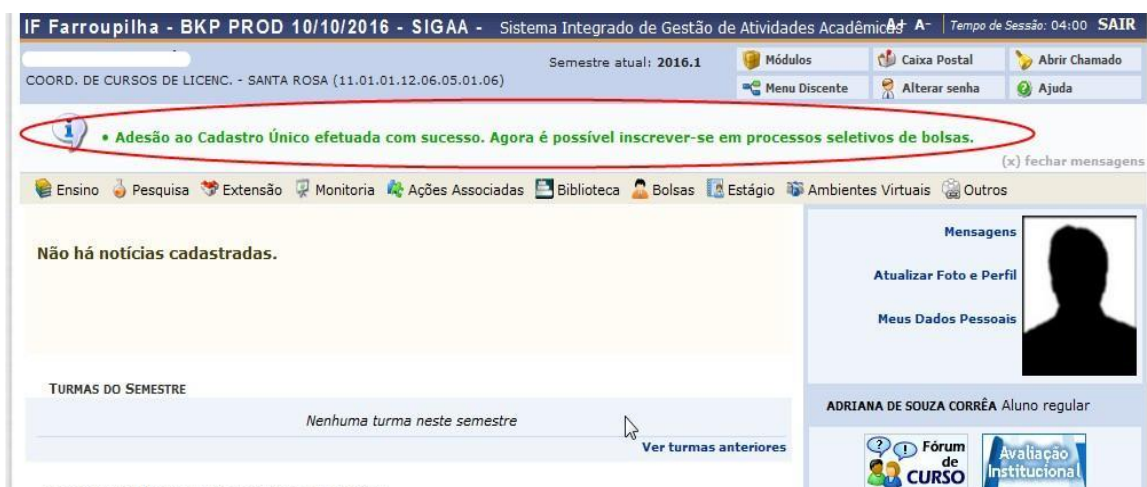 IF Farroupilha - BKP PROD 10/10/2016 - SIGAA - Sistema Integrado de Gestão de Atividades Acadêmicas A+ A- Tempo de Sessão: 04:00 SAIR
Semestre atual: 2016.1
COORD. DE CURSOS DE LICENC. - SANTA ROSA (11.01.01.12.06.05.01.06)
Módulos Caixa Postal Abrir Chamado
Menu Discente Alterar senha Ajuda
• Adesão ao Cadastro Único efetuada com sucesso. Agora é possível inscrever-se em processos seletivos de bolsas.
(x) fechar mensagens
Ensino Pesquisa Extensão Monitoria Ações Associadas Biblioteca Bolsas Estágio Ambientes Virtuais Outros
Não há notícias cadastradas.
Mensagens
Atualizar Foto e Perfil
Meus Dados Pessoais
TURMAS DO SEMESTRE
Nenhuma turma neste semestre
Ver turmas anteriores
ADRIANA DE SOUZA CORRÊA Aluno regular
Fórum de CURSO
Avaliação Institucional